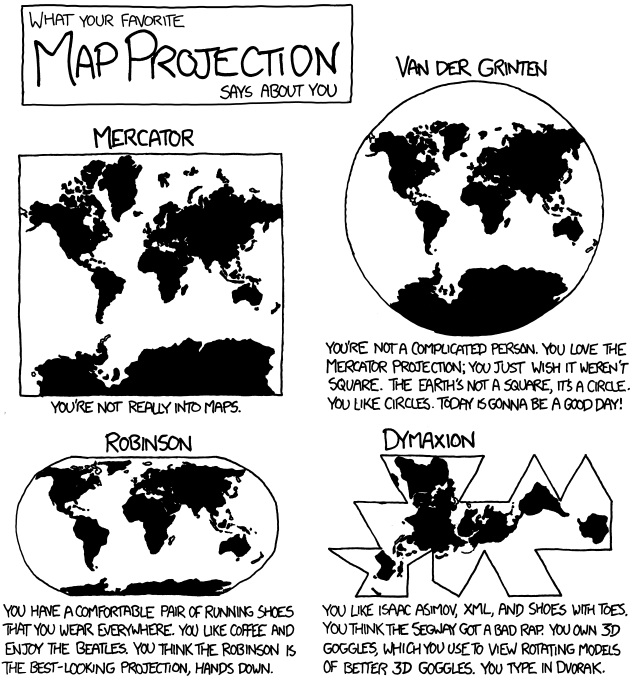 WHAT YOUR FAVORITE
MAP PROJECTION
SAYS ABOUT YOU
MERCATOR
YOU'RE NOT REALLY INTO MAPS.
VAN DER GRINTEN
YOU'RE NOT A COMPLICATED PERSON. YOU LOVE THE
MERCATOR PROJECTION; YOU JUST WISH IT WEREN'T
SQUARE. THE EARTH'S NOT A SQUARE, IT'S A CIRCLE.
YOU LIKE CIRCLES. TODAY IS GONNA BE A GOOD DAY!
ROBINSON
YOU HAVE A COMFORTABLE PAIR OF RUNNING SHOES
THAT YOU WEAR EVERYWHERE. YOU LIKE COFFEE AND
ENJOY THE BEATLES. YOU THINK THE ROBINSON IS
THE BEST-LOOKING PROJECTION, HANDS DOWN.
DYMAXION
YOU LIKE ISAAC ASIMOV, XML, AND SHOES WITH TOES.
YOU THINK THE SEGWAY GOT A BAD RAP. YOU OWN 3D
GOGGLES, WHICH YOU USE TO VIEW ROTATING MODELS
OF BETTER 3D GOGGLES. YOU TYPE IN DVORAK.